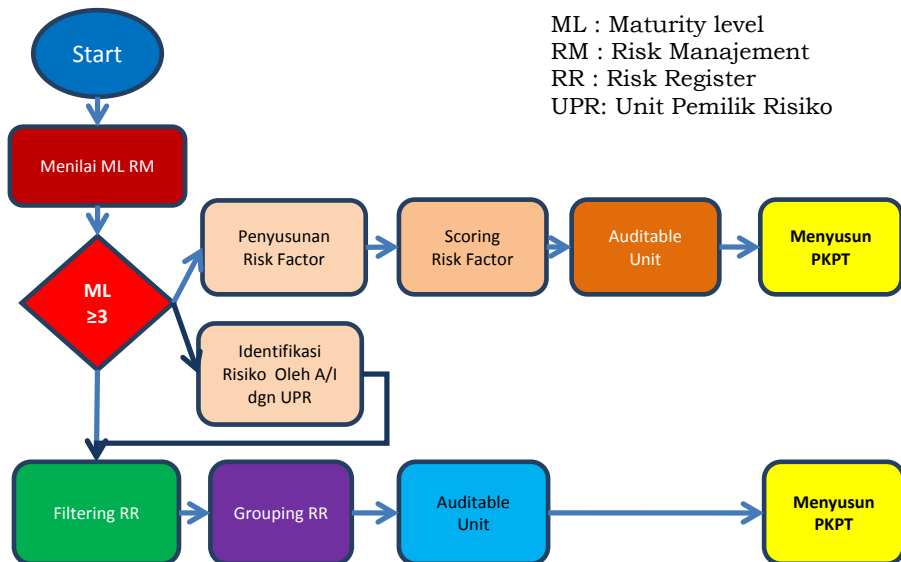 Start
ML : Maturity level
RM : Risk Manajement
RR : Risk Register
UPR: Unit Pemilik Risiko
Menilai ML RM
ML
≥3
Penyusunan
Risk Factor
Scoring
Risk Factor
Auditable
Unit
Menyusun
PKPT
Identifikasi
Risiko Oleh A/I
dgn UPR
Filtering RR
Grouping RR
Auditable
Unit
Menyusun
PKPT